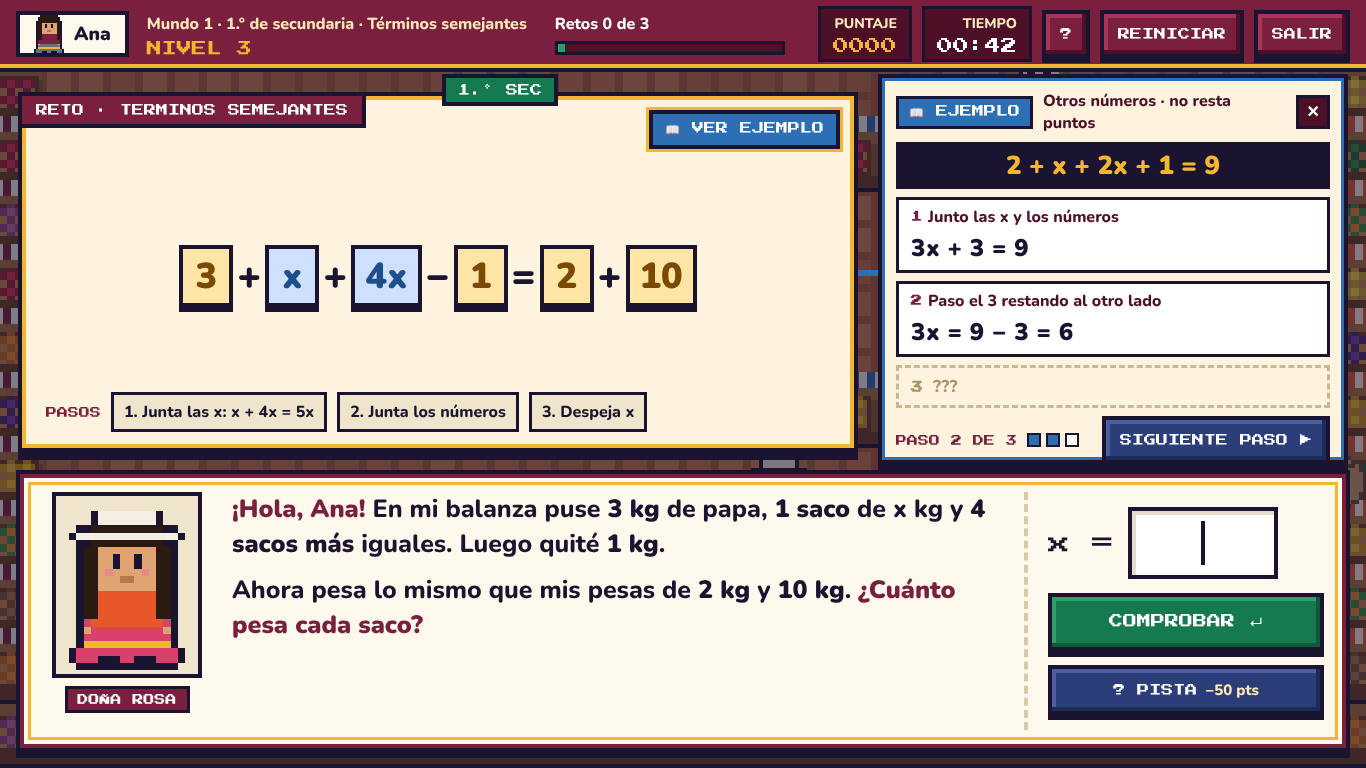 Ana
Mundo 1 · 1.° de secundaria · Términos semejantes
NIVEL 3
Retos 0 de 3
PUNTAJE
0000
TIEMPO
00:42
?
REINICIAR
SALIR
RETO · TERMINOS SEMEJANTES
1.° SEC
VER EJEMPLO
3 + x + 4x − 1 = 2 + 10
PASOS
1. Junta las x: x + 4x = 5x
2. Junta los números
3. Despeja x
EJEMPLO
Otros números · no resta
puntos
×
2 + x + 2x + 1 = 9
1 Junto las x y los números
3x + 3 = 9
2 Paso el 3 restando al otro lado
3x = 9 − 3 = 6
3 ???
PASO 2 DE 3
SIGUIENTE PASO ►
¡Hola, Ana! En mi balanza puse 3 kg de papa, 1 saco de x kg y 4
sacos más iguales. Luego quité 1 kg.
Ahora pesa lo mismo que mis pesas de 2 kg y 10 kg. ¿Cuánto
pesa cada saco?
DOÑA ROSA
x =
COMPROBAR ↵
? PISTA −50 pts